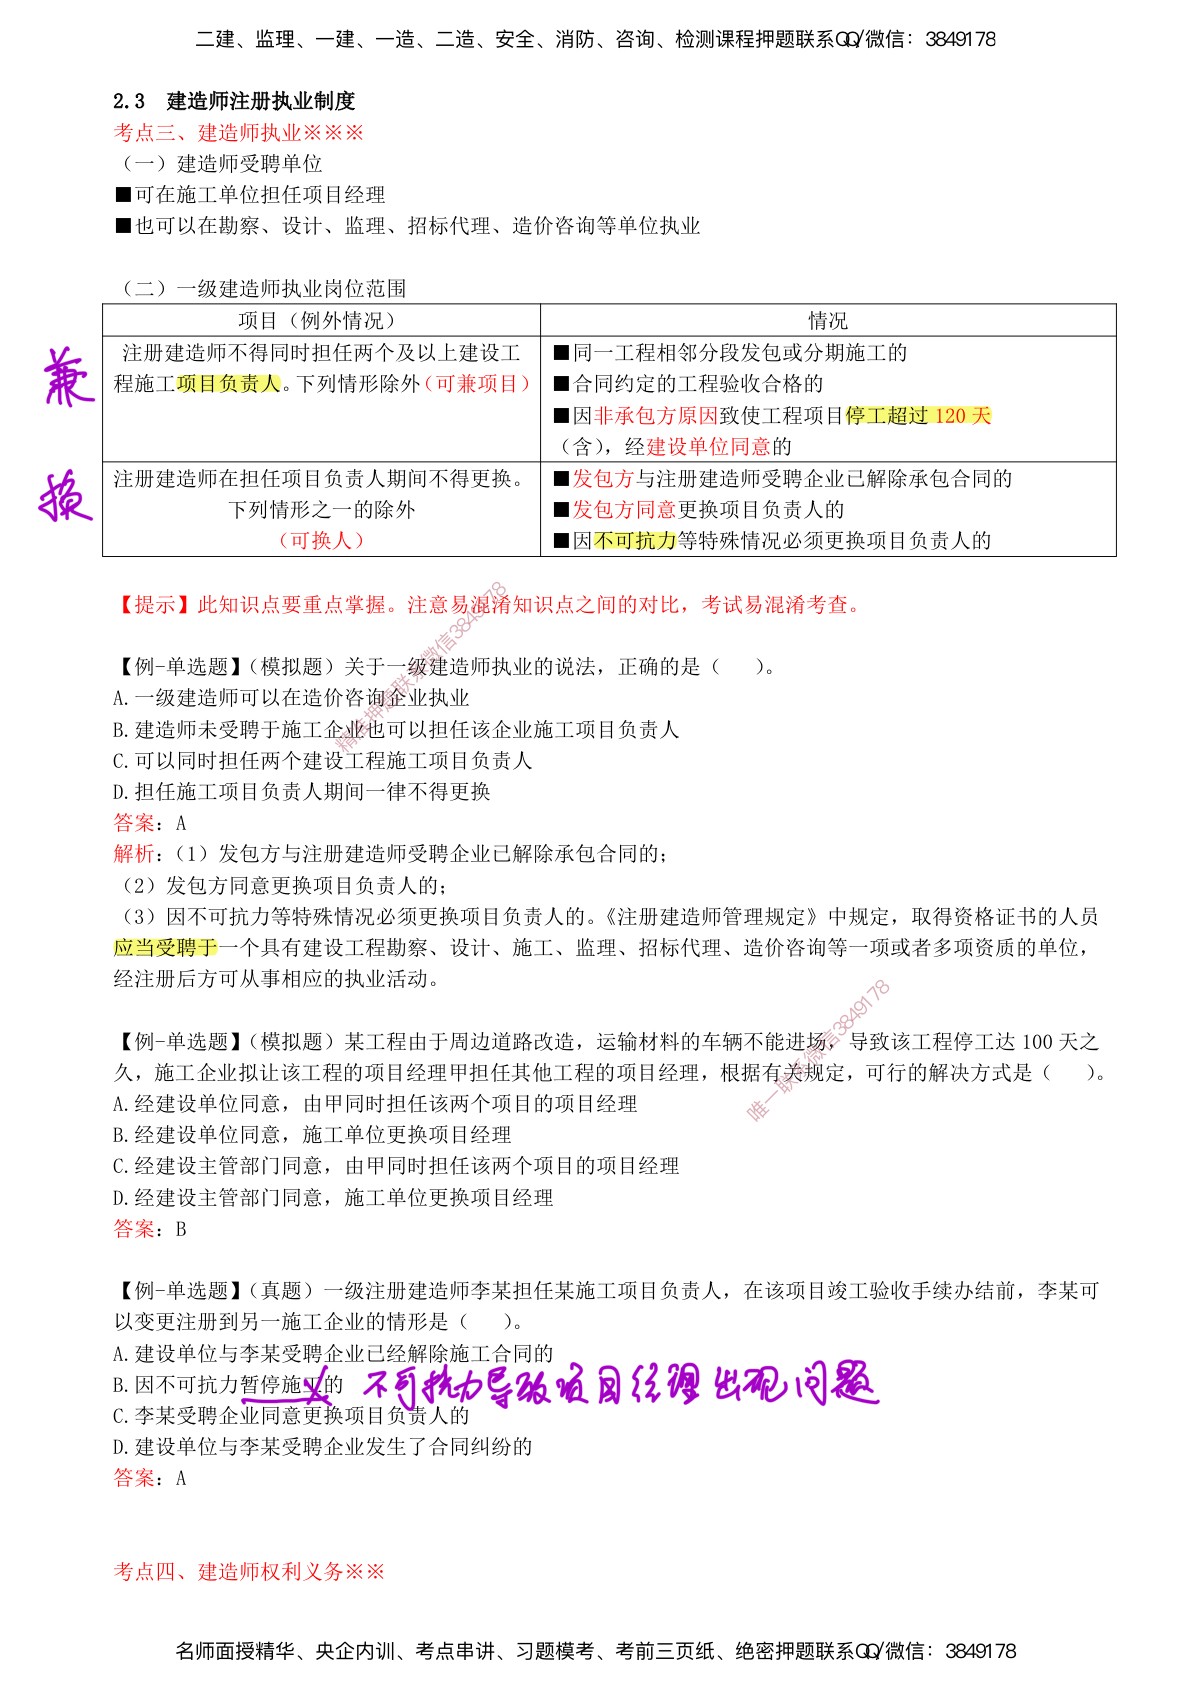 二建、监理、一建、一造、二造、安全、消防、咨询、检测课程押题联系QQ/微信：3849178
2.3 建造师注册执业制度
考点三、建造师执业※※※
（一）建造师受聘单位
■可在施工单位担任项目经理
■也可以在勘察、设计、监理、招标代理、造价咨询等单位执业
（二）一级建造师执业岗位范围
项目（例外情况）
情况
兼
注册建造师不得同时担任两个及以上建设工
程施工项目负责人。下列情形除外（可兼项目）
■同一工程相邻分段发包或分期施工的
■合同约定的工程验收合格的
■因非承包方原因致使工程项目停工超过 120 天
（含），经建设单位同意的
换
注册建造师在担任项目负责人期间不得更换。
下列情形之一的除外
（可换人）
■发包方与注册建造师受聘企业已解除承包合同的
■发包方同意更换项目负责人的
■因不可抗力等特殊情况必须更换项目负责人的
【提示】此知识点要重点掌握。注意易混淆知识点之间的对比，考试易混淆考查。
精准押题联系微信3849178
【例-单选题】（模拟题）关于一级建造师执业的说法，正确的是（　　）。
A.一级建造师可以在造价咨询企业执业
B.建造师未受聘于施工企业也可以担任该企业施工项目负责人
C.可以同时担任两个建设工程施工项目负责人
D.担任施工项目负责人期间一律不得更换
答案：A
解析：（1）发包方与注册建造师受聘企业已解除承包合同的；
（2）发包方同意更换项目负责人的；
（3）因不可抗力等特殊情况必须更换项目负责人的。《注册建造师管理规定》中规定，取得资格证书的人员
应当受聘于一个具有建设工程勘察、设计、施工、监理、招标代理、造价咨询等一项或者多项资质的单位，
经注册后方可从事相应的执业活动。
唯一联系微信3849178
【例-单选题】（模拟题）某工程由于周边道路改造，运输材料的车辆不能进场，导致该工程停工达 100 天之
久，施工企业拟让该工程的项目经理甲担任其他工程的项目经理，根据有关规定，可行的解决方式是（　　）。
A.经建设单位同意，由甲同时担任该两个项目的项目经理
B.经建设单位同意，施工单位更换项目经理
C.经建设主管部门同意，由甲同时担任该两个项目的项目经理
D.经建设主管部门同意，施工单位更换项目经理
答案：B
【例-单选题】（真题）一级注册建造师李某担任某施工项目负责人，在该项目竣工验收手续办结前，李某可
以变更注册到另一施工企业的情形是（　　）。
A.建设单位与李某受聘企业已经解除施工合同的
B.因不可抗力暂停施工的 不可抗力导致项目经理出现问题
C.李某受聘企业同意更换项目负责人的
D.建设单位与李某受聘企业发生了合同纠纷的
答案：A
考点四、建造师权利义务※※
名师面授精华、央企内训、考点串讲、习题模考、考前三页纸、绝密押题联系QQ/微信：3849178